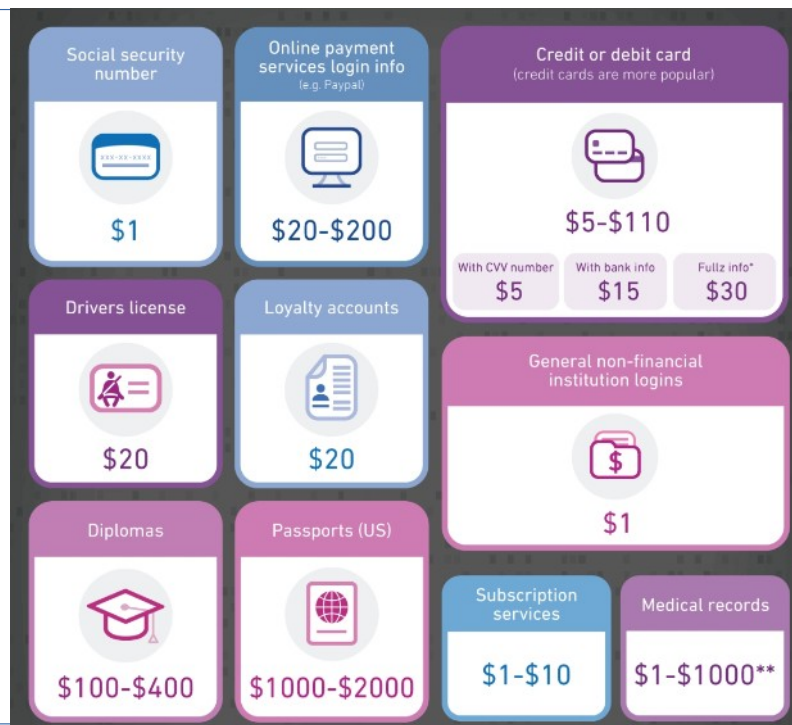 Social security
number
XXX-XX-XXXX
$1
Online payment
services login info
(e.g. Paypal)
$20-$200
Credit or debit card
(credit cards are more popular)
$5-$110
With CVV number
$5
With bank info
$15
Fullz info*
$30
Drivers license
$20
Loyalty accounts
$20
General non-financial
institution logins
$
$1
Diplomas
$100-$400
Passports (US)
$1000-$2000
Subscription
services
$1-$10
Medical records
$1-$1000**